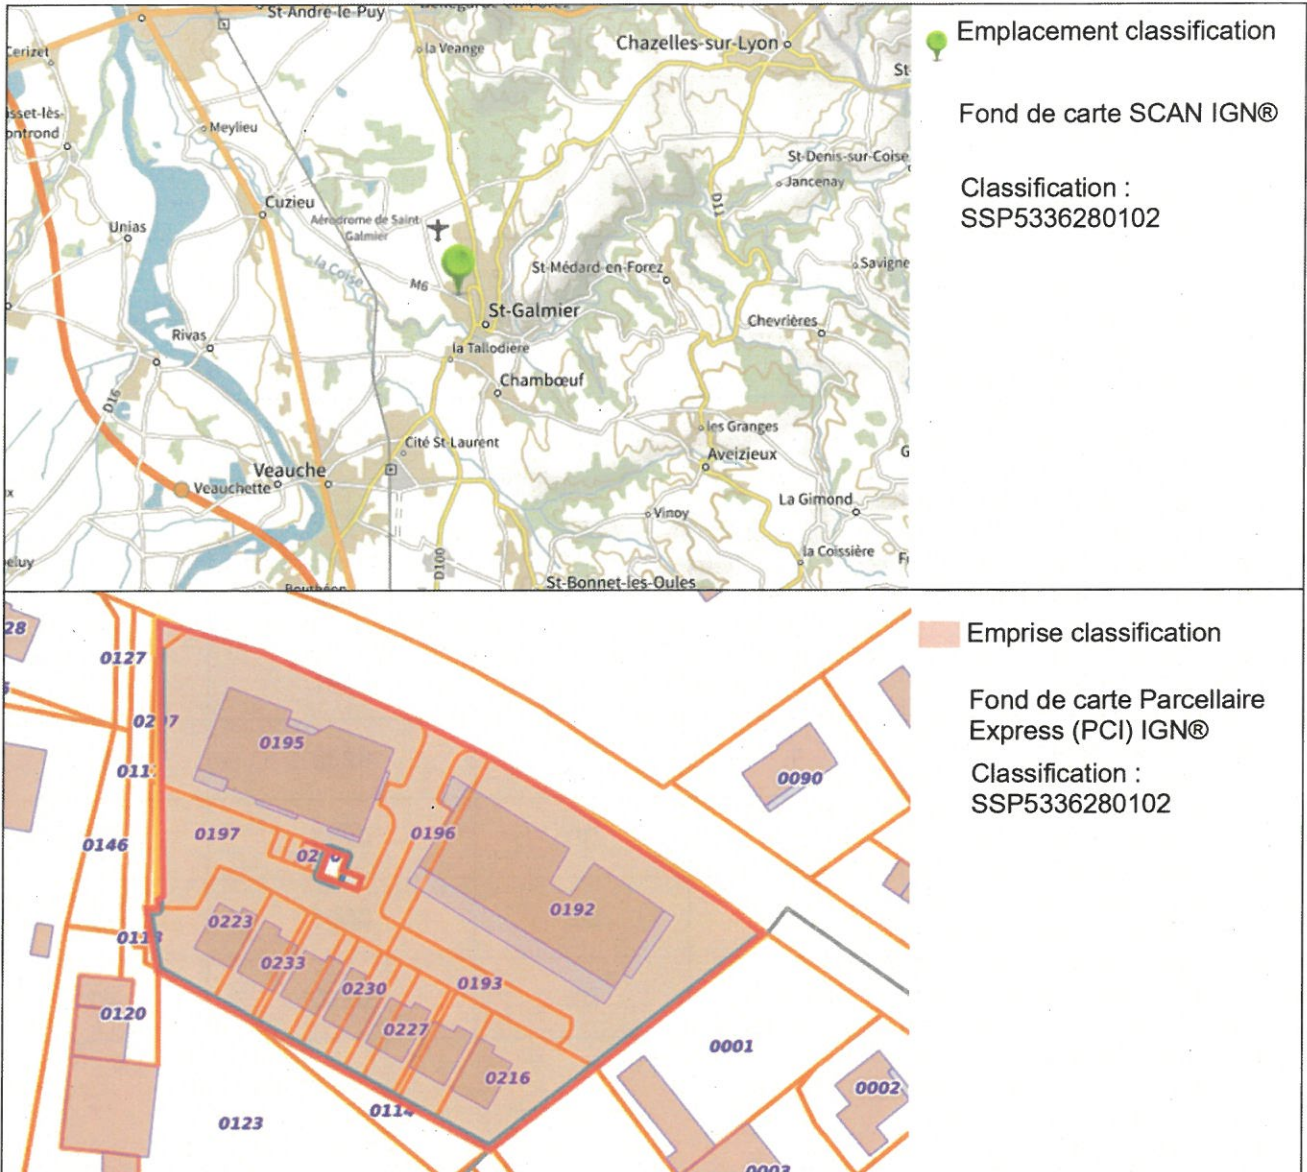 St-André-le-Puy
Cerizet
la Veange
Chazelles-sur-Lyon
Meylieu
St-Denis-sur-Coise
Jancenay
Cuzieu
D11
Aérodrome de Saint-
Galmier
Unias
la Coise
M6
St-Médard-en-Forez
Savigne
St-Galmier
Chevrières
Rivas
la Tallodière
Chambœuf
D16
les Granges
Cité St-Laurent
Aveizieux
Veauche
Veauchette
La Gimond
Vinoy
la Coissière
D100
St-Bonnet-les-Oules
Emplacement classification
Fond de carte SCAN IGN®
Classification :
SSP5336280102
28
0127
0195
0090
0197
0196
0146
0192
0223
0233
0193
0230
0120
0227
0001
0216
0002
0114
0123
0003
Emprise classification
Fond de carte Parcellaire
Express (PCI) IGN®
Classification :
SSP5336280102